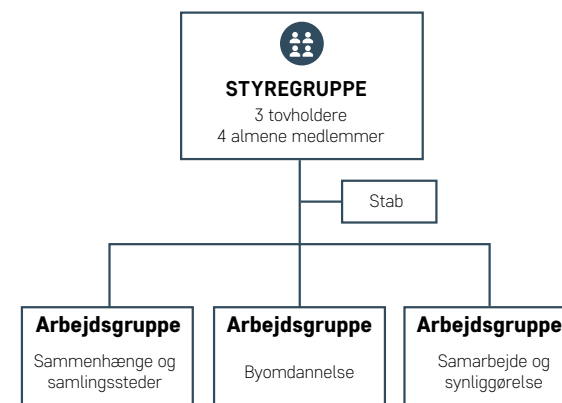 STYREGRUPPE
3 tovholdere
4 almene medlemmer
Stab
Arbejdsgruppe
Sammenhænge og
samlingssteder
Arbejdsgruppe
Byomdannelse
Arbejdsgruppe
Samarbejde og
synliggørelse